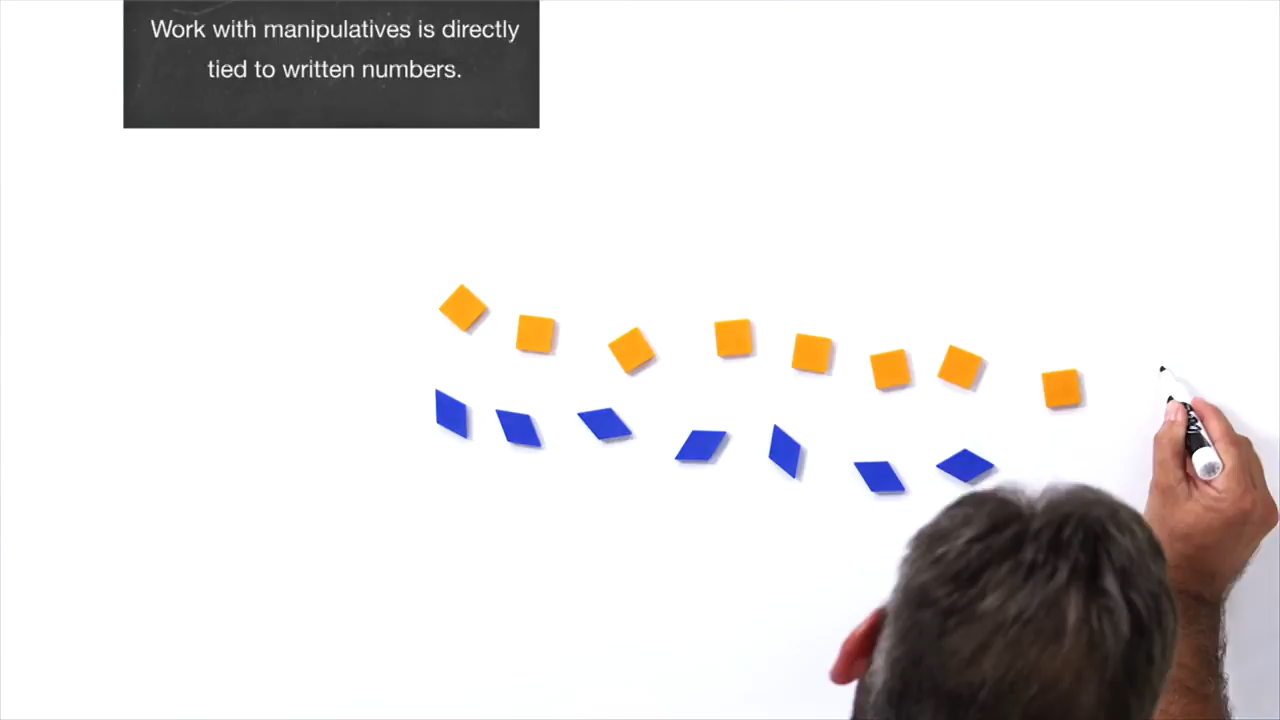 Work with manipulatives is directly
tied to written numbers.